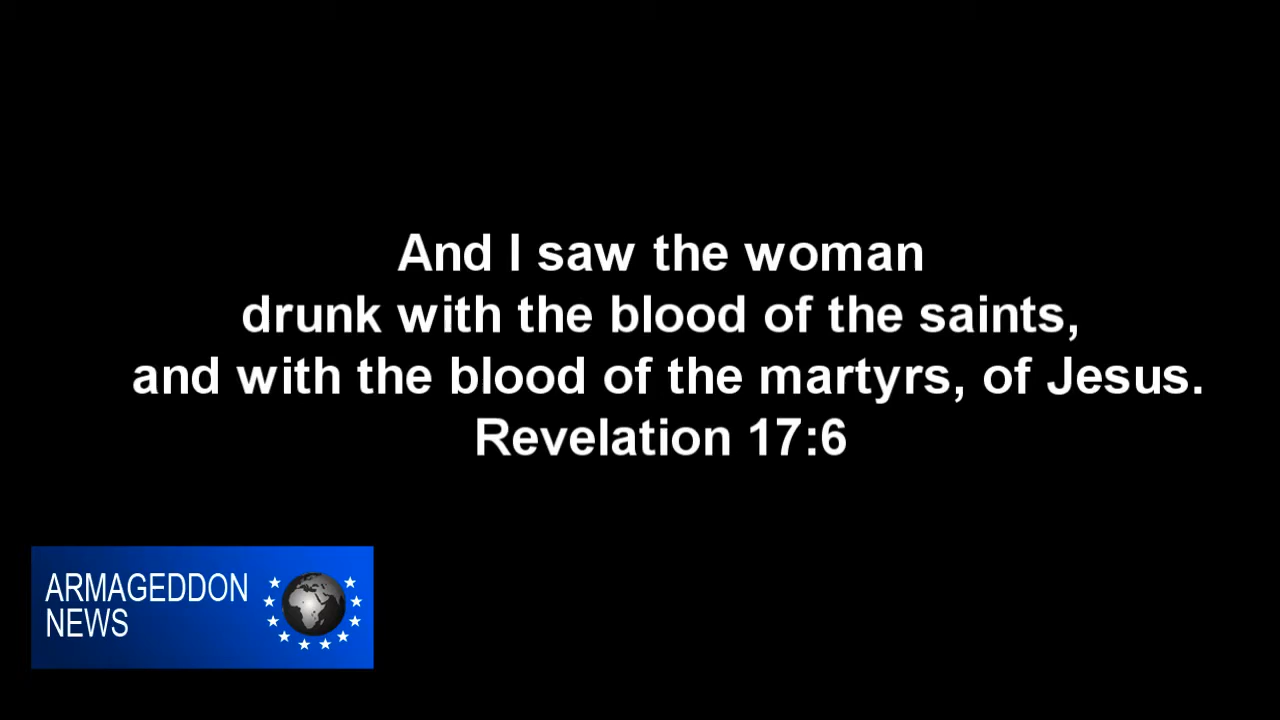 And I saw the woman
drunk with the blood of the saints,
and with the blood of the martyrs, of Jesus.
Revelation 17:6
ARMAGEDDON
NEWS